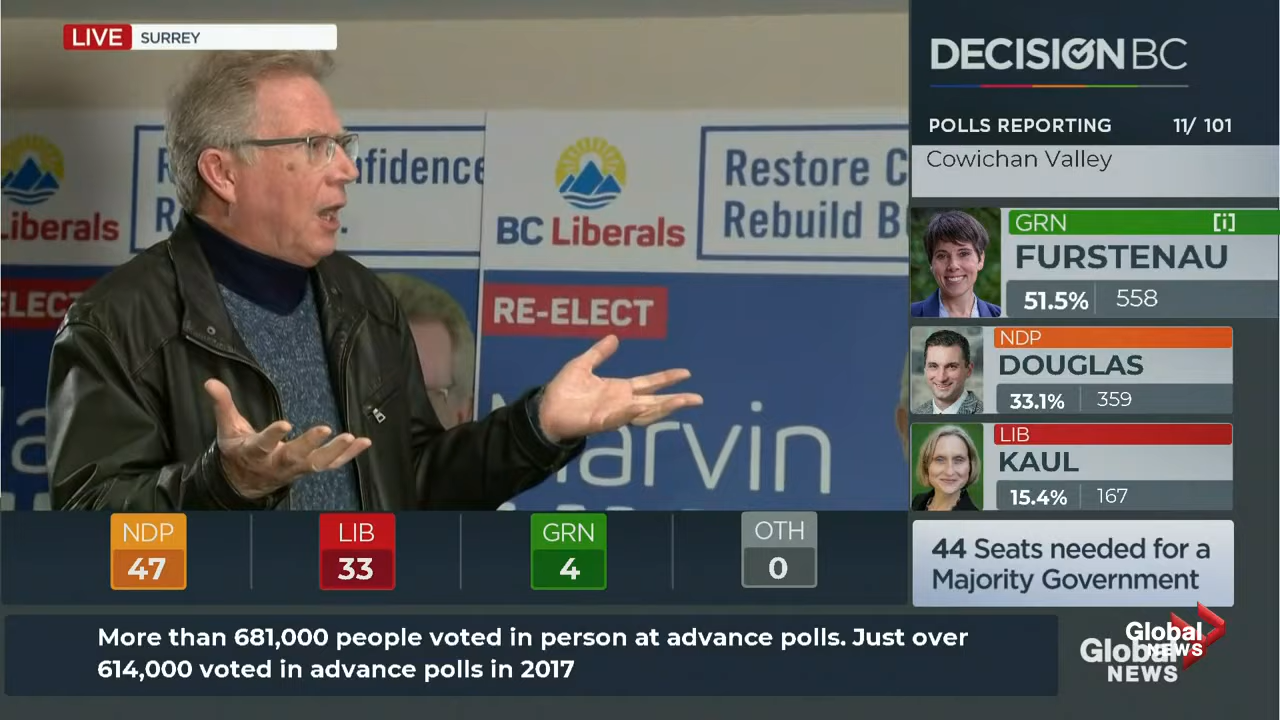 LIVE SURREY
Liberals
ELECT
BC Liberals
Restore C
Rebuild B
RE-ELECT
arvin
DECISION BC
POLLS REPORTING 11/ 101
Cowichan Valley
GRN [i]
FURSTENAU
51.5% 558
NDP
DOUGLAS
33.1% 359
LIB
KAUL
15.4% 167
44 Seats needed for a
Majority Government
NDP
47
LIB
33
GRN
4
OTH
0
More than 681,000 people voted in person at advance polls. Just over
614,000 voted in advance polls in 2017
Global
NEWS
Global
NEWS